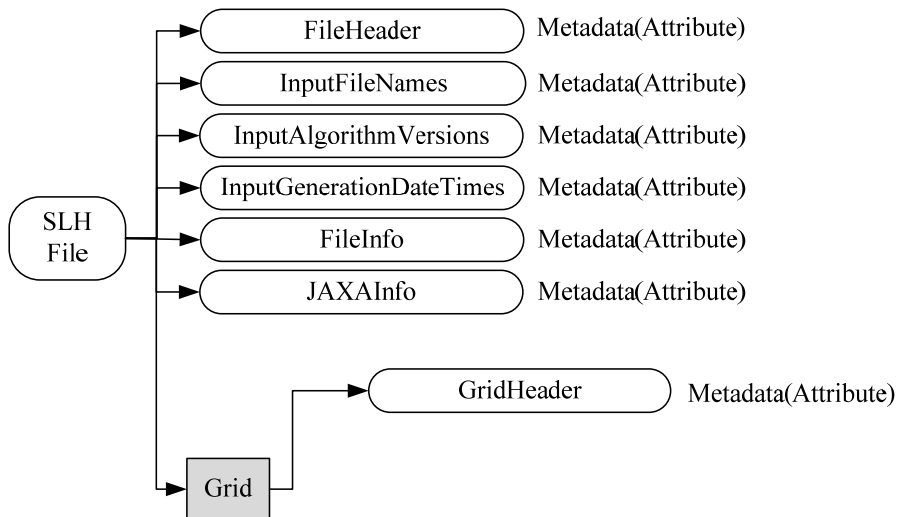 FileHeader Metadata(Attribute)
InputFileNames Metadata(Attribute)
InputAlgorithmVersions Metadata(Attribute)
InputGenerationDateTimes Metadata(Attribute)
SLH
File
FileInfo Metadata(Attribute)
JAXAInfo Metadata(Attribute)
GridHeader Metadata(Attribute)
Grid